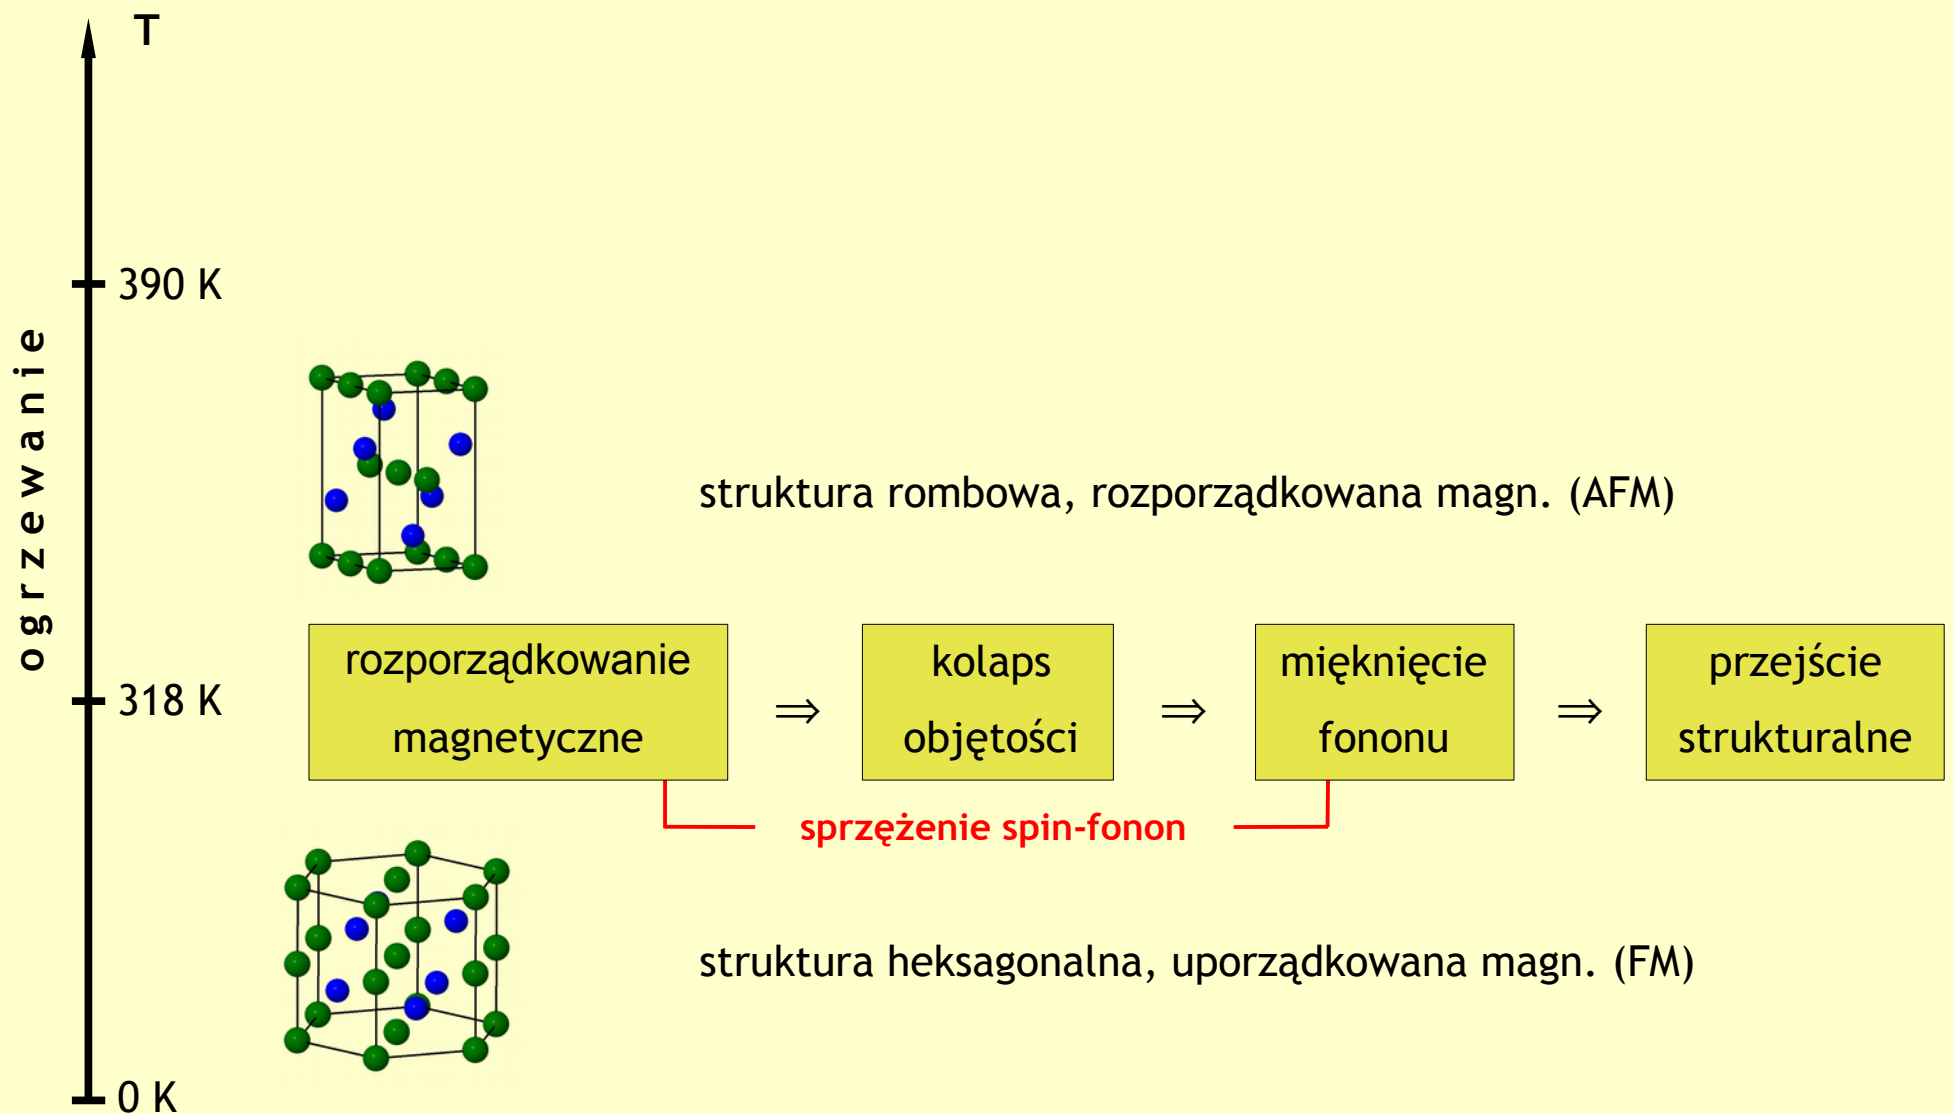 T
390 K
ogrzewanie
struktura rombowa, rozporządkowana magn. (AFM)
rozporządkowanie
magnetyczne
⇒
kolaps
objętości
⇒
mięknięcie
fononu
⇒
przejście
strukturalne
318 K
sprzężenie spin-fonon
struktura heksagonalna, uporządkowana magn. (FM)
0 K